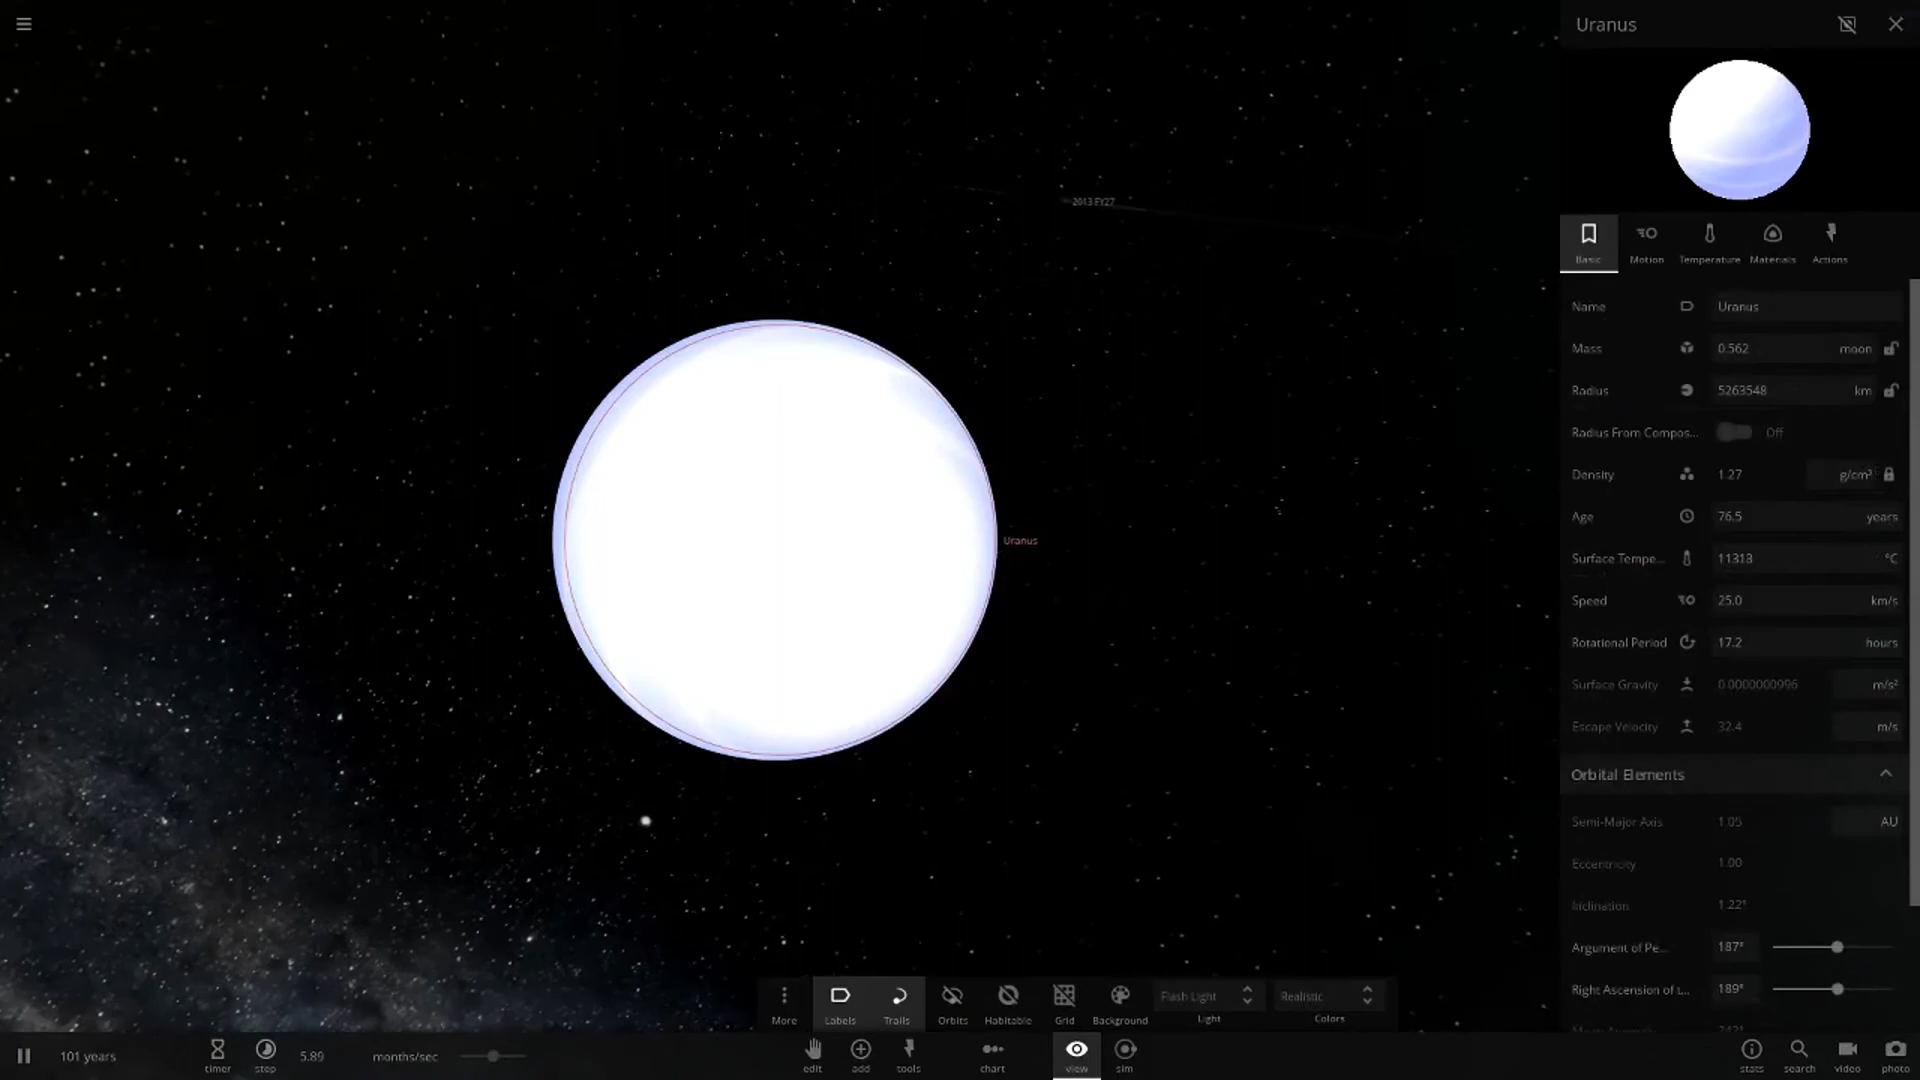 Uranus
2013 FY27
Uranus
Basic
Motion
Temperature
Materials
Actions
Name Uranus
Mass 0.562 moon
Radius 5263548 km
Radius From Compos... Off
Density 1.27 g/cm³
Age 76.5 years
Surface Tempe... 11318 °C
Speed 25.0 km/s
Rotational Period 17.2 hours
Surface Gravity 0.0000000996 m/s²
Escape Velocity 32.4 m/s
Orbital Elements
Semi-Major Axis 1.05 AU
Eccentricity 1.00
Inclination 1.22°
Argument of Pe... 187°
Right Ascension of t... 189°
More
Labels
Trails
Orbits
Habitable
Grid
Background
Flash Light
Light
Realistic
Colors
101 years
timer
step
5.89 months/sec
edit
add
tools
chart
view
sim
stats
search
video
photo